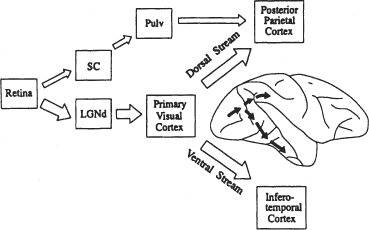 Pulv
Posterior
Parietal
Cortex
SC
Dorsal Stream
Retina
LGNd
Primary
Visual
Cortex
Ventral Stream
Infero-
temporal
Cortex